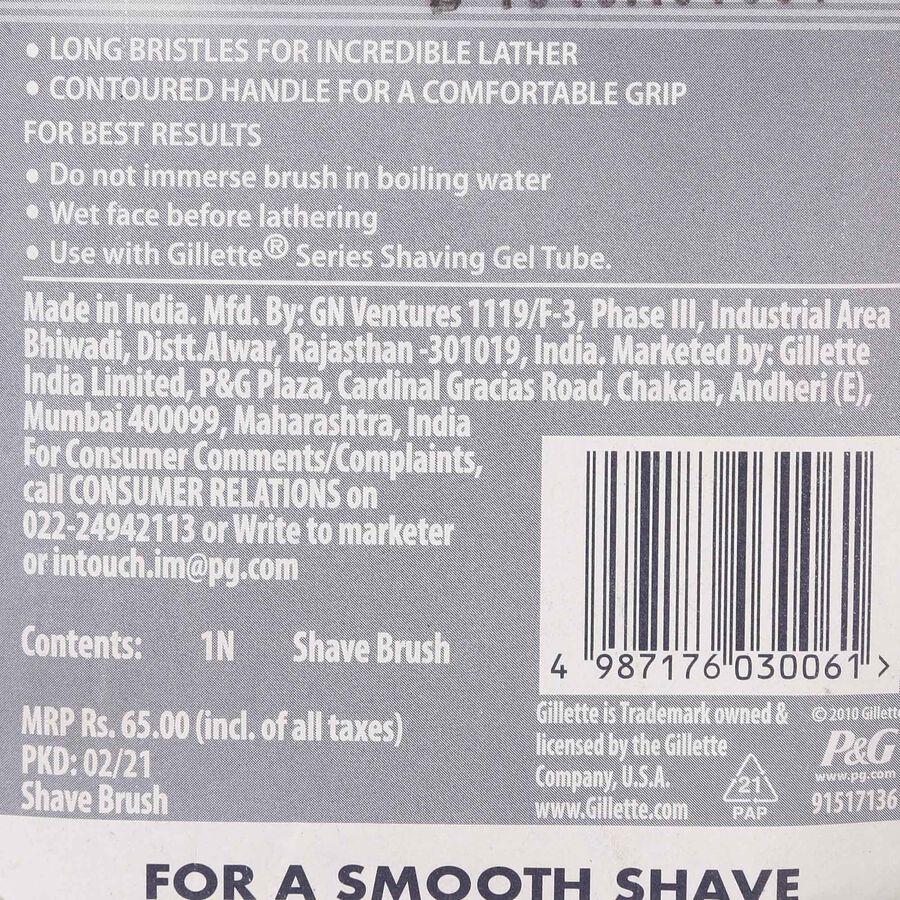 • LONG BRISTLES FOR INCREDIBLE LATHER
• CONTOURED HANDLE FOR A COMFORTABLE GRIP
FOR BEST RESULTS
• Do not immerse brush in boiling water
• Wet face before lathering
• Use with Gillette® Series Shaving Gel Tube.
Made in India. Mfd. By: GN Ventures 1119/F-3, Phase III, Industrial Area
Bhiwadi, Distt.Alwar, Rajasthan -301019, India. Marketed by: Gillette
India Limited, P&G Plaza, Cardinal Gracias Road, Chakala, Andheri (E),
Mumbai 400099, Maharashtra, India
For Consumer Comments/Complaints,
call CONSUMER RELATIONS on
022-24942113 or Write to marketer
or intouch.im@pg.com
Contents: 1N Shave Brush
4 987176 030061 >
MRP Rs. 65.00 (incl. of all taxes)
PKD: 02/21
Shave Brush
Gillette is Trademark owned &
licensed by the Gillette
Company, U.S.A.
www.Gillette.com
21
PAP
© 2010 Gillette
P&G
www.pg.com
91517136
FOR A SMOOTH SHAVE